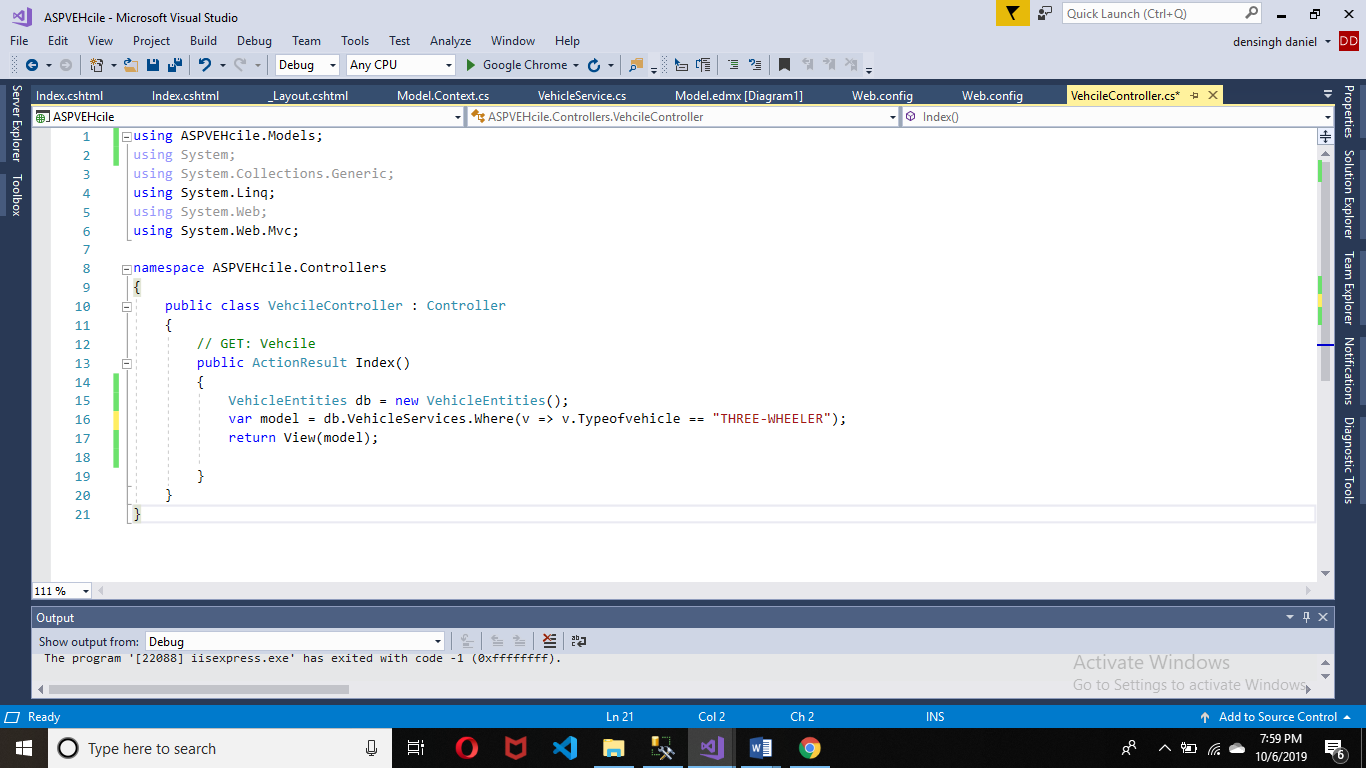 ASPVEHcile - Microsoft Visual Studio
Quick Launch (Ctrl+Q)
File Edit View Project Build Debug Team Tools Test Analyze Window Help
densingh daniel
DD
Debug Any CPU Google Chrome
Server Explorer
Toolbox
Index.cshtml Index.cshtml _Layout.cshtml Model.Context.cs VehicleService.cs Model.edmx [Diagram1] Web.config Web.config VehcileController.cs*
ASPVEHcile ASPVEHcile.Controllers.VehcileController Index()
1 using ASPVEHcile.Models;
2 using System;
3 using System.Collections.Generic;
4 using System.Linq;
5 using System.Web;
6 using System.Web.Mvc;
7
8 namespace ASPVEHcile.Controllers
9 {
10 public class VehcileController : Controller
11 {
12 // GET: Vehcile
13 public ActionResult Index()
14 {
15 VehicleEntities db = new VehicleEntities();
16 var model = db.VehicleServices.Where(v => v.Typeofvehicle == "THREE-WHEELER");
17 return View(model);
18
19 }
20 }
21 }
Properties
Solution Explorer
Team Explorer
Notifications
Diagnostic Tools
111 %
Output
Show output from: Debug
The program '[22088] iisexpress.exe' has exited with code -1 (0xffffffff).
Activate Windows
Go to Settings to activate Windows.
Ready Ln 21 Col 2 Ch 2 INS Add to Source Control
Type here to search
7:59 PM
10/6/2019
6